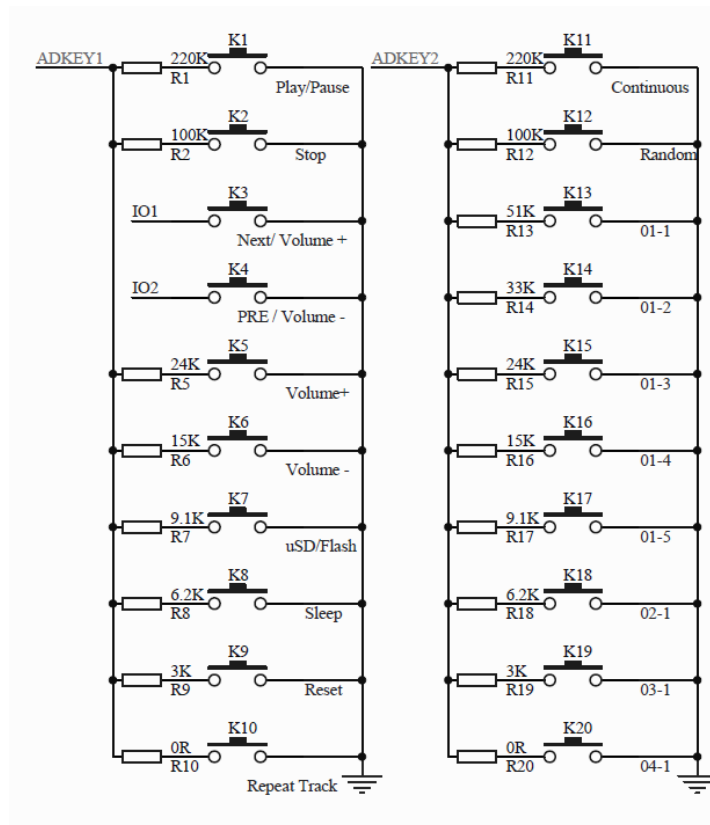 ADKEY1
220K
R1
K1
Play/Pause
100K
R2
K2
Stop
IO1
K3
Next/ Volume +
IO2
K4
PRE / Volume -
24K
R5
K5
Volume+
15K
R6
K6
Volume -
9.1K
R7
K7
uSD/Flash
6.2K
R8
K8
Sleep
3K
R9
K9
Reset
0R
R10
K10
Repeat Track
ADKEY2
220K
R11
K11
Continuous
100K
R12
K12
Random
51K
R13
K13
01-1
33K
R14
K14
01-2
24K
R15
K15
01-3
15K
R16
K16
01-4
9.1K
R17
K17
01-5
6.2K
R18
K18
02-1
3K
R19
K19
03-1
0R
R20
K20
04-1